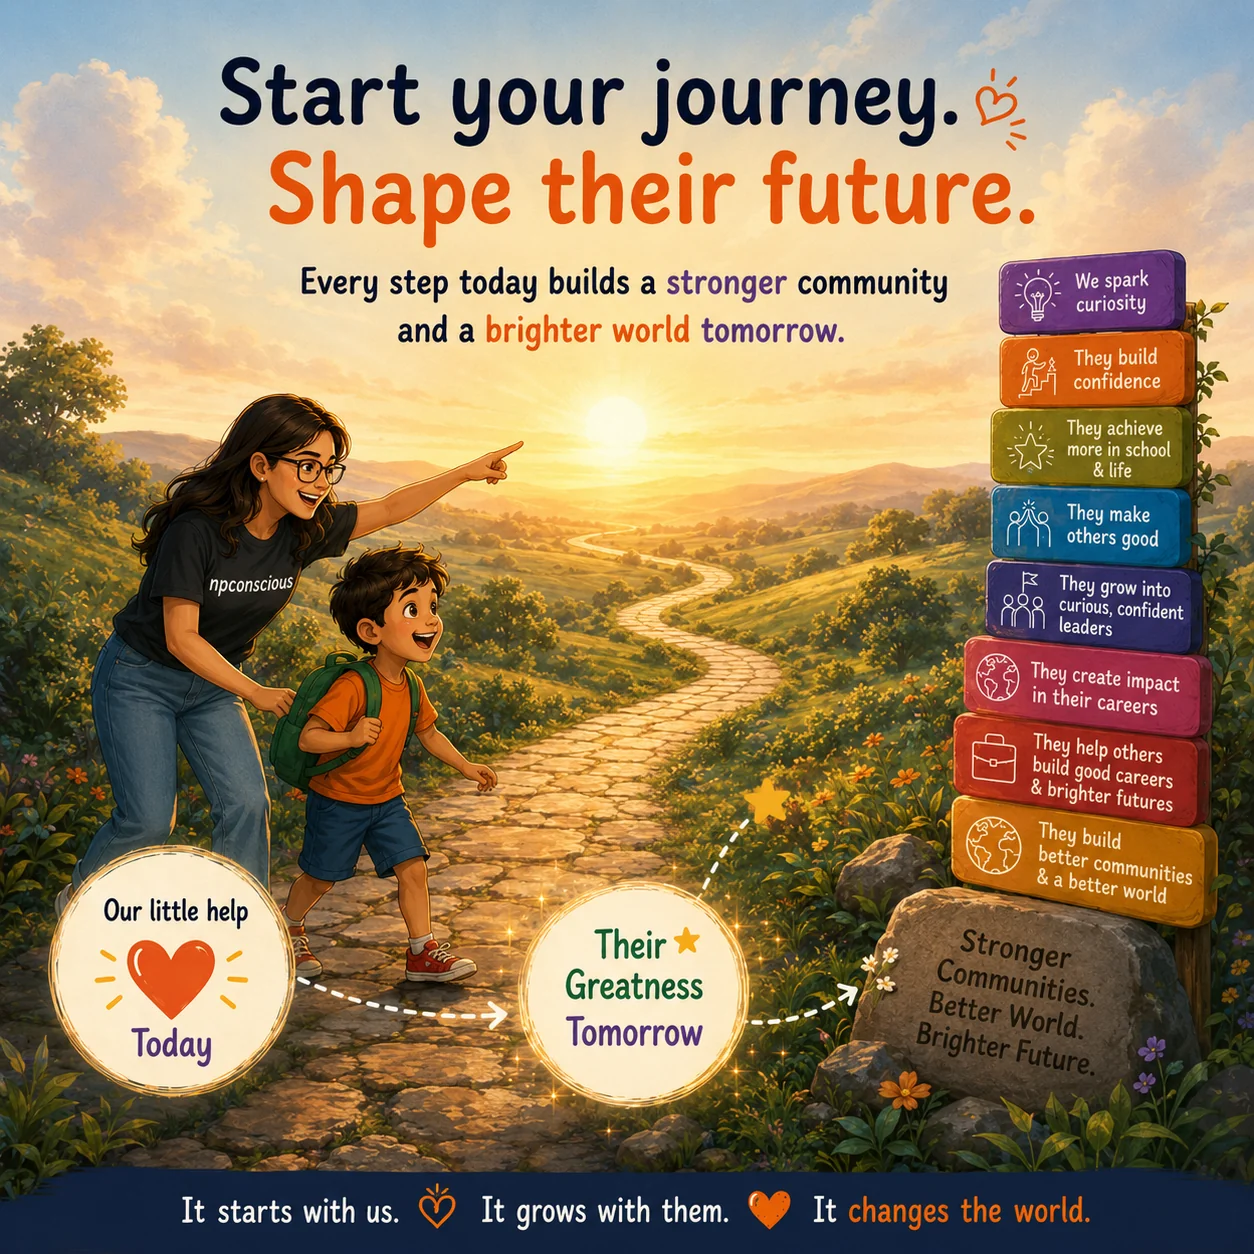 Start your journey.
Shape their future.
Every step today builds a stronger community
and a brighter world tomorrow.
We spark
curiosity
They build
confidence
They achieve
more in school
& life
They make
others good
They grow into
curious, confident
leaders
They create impact
in their careers
They help others
build good careers
& brighter futures
They build
better communities
& a better world
npconscious
Our little help
Today
Their
Greatness
Tomorrow
Stronger
Communities.
Better World.
Brighter Future.
It starts with us. It grows with them. It changes the world.